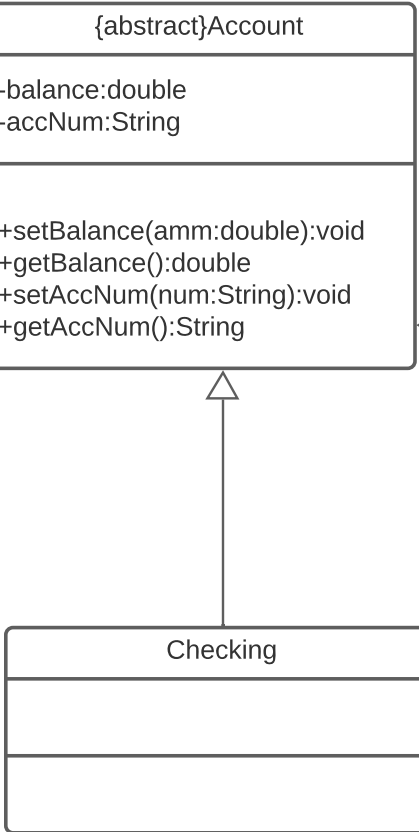 {abstract}Account
-balance:double
-accNum:String
+setBalance(amm:double):void
+getBalance():double
+setAccNum(num:String):void
+getAccNum():String
Checking